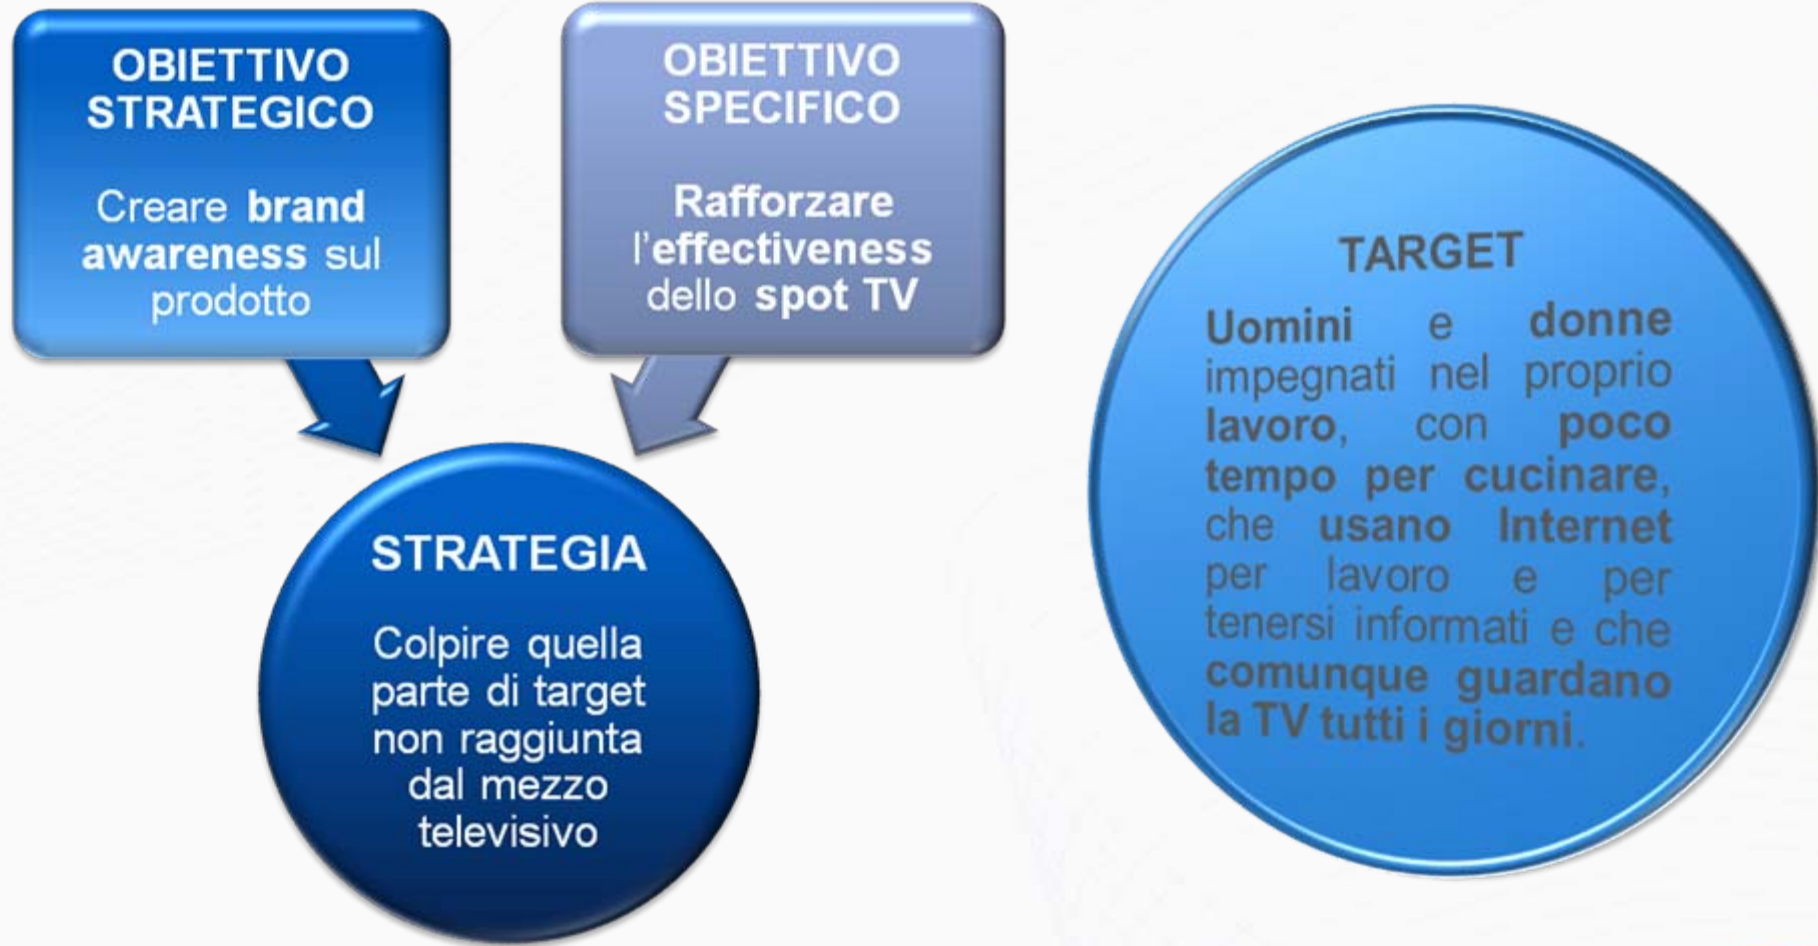 OBIETTIVO
STRATEGICO
Creare brand
awareness sul
prodotto
OBIETTIVO
SPECIFICO
Rafforzare
l'effectiveness
dello spot TV
STRATEGIA
Colpire quella
parte di target
non raggiunta
dal mezzo
televisivo
TARGET
Uomini e donne
impegnati nel proprio
lavoro, con poco
tempo per cucinare,
che usano Internet
per lavoro e per
tenersi informati e che
comunque guardano
la TV tutti i giorni.